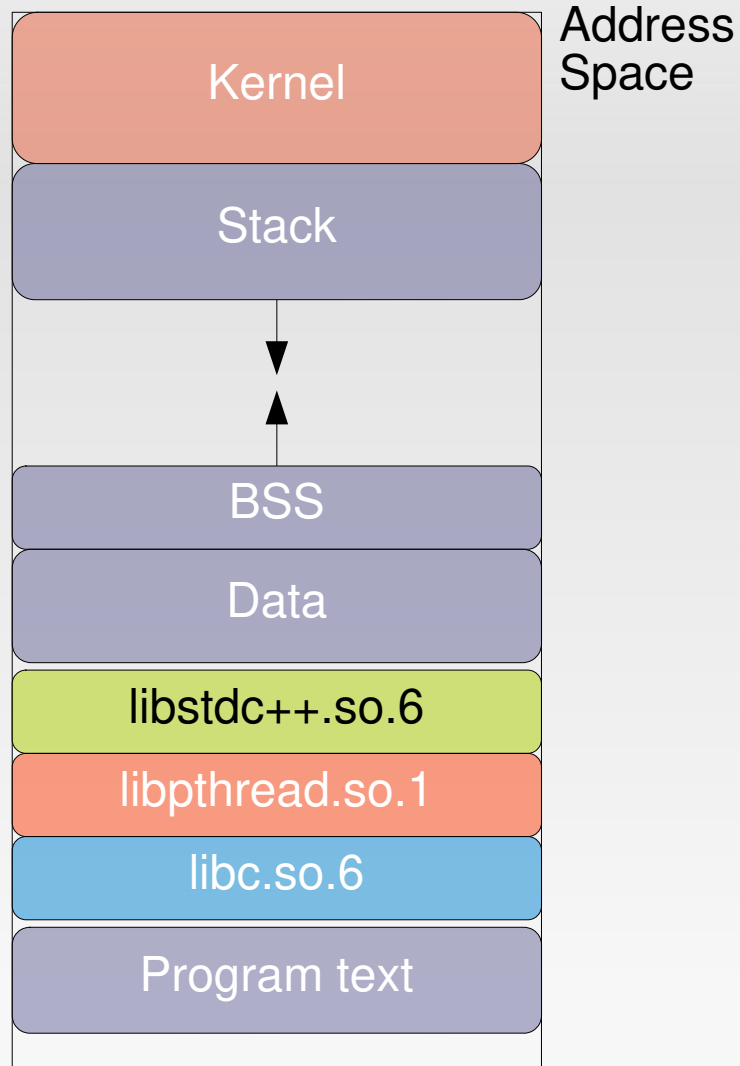 Address
Space
Kernel
Stack
BSS
Data
libstdc++.so.6
libpthread.so.1
libc.so.6
Program text